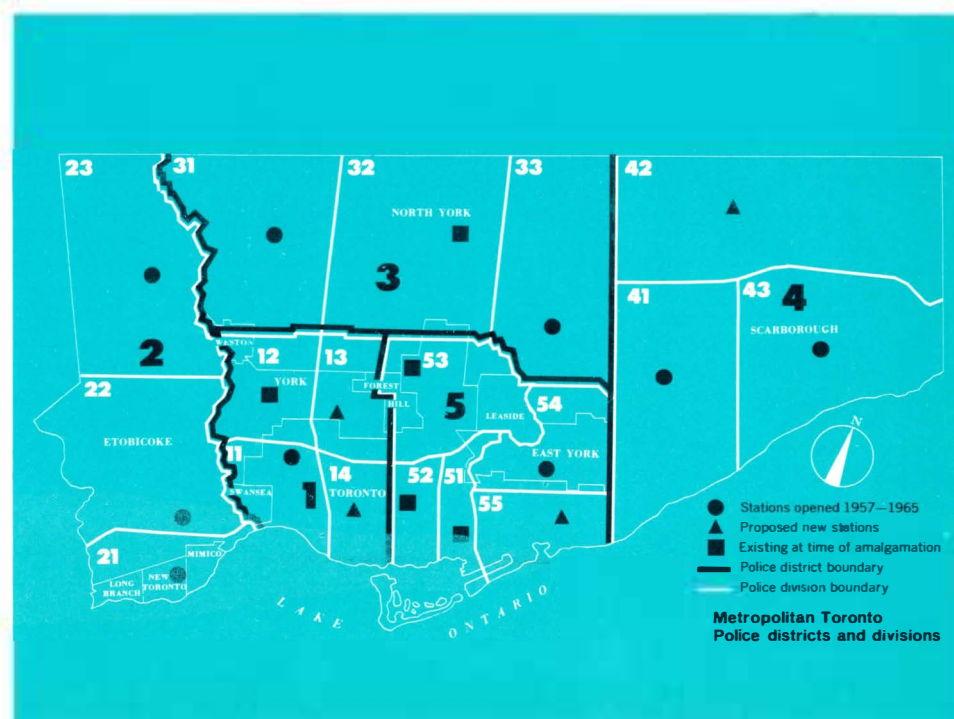 23
31
32
33
42
NORTH YORK
3
41
43
4
SCARBOROUGH
2
WESTON
12
13
53
YORK
FOREST
HILL
5
LEASIDE
54
22
ETOBICOKE
11
EAST YORK
SWANSEA
1
14
TORONTO
52
51
55
21
MIMICO
LONG
BRANCH
NEW
TORONTO
LAKE ONTARIO
N
Stations opened 1957—1965
Proposed new stations
Existing at time of amalgamation
Police district boundary
Police division boundary
Metropolitan Toronto
Police districts and divisions